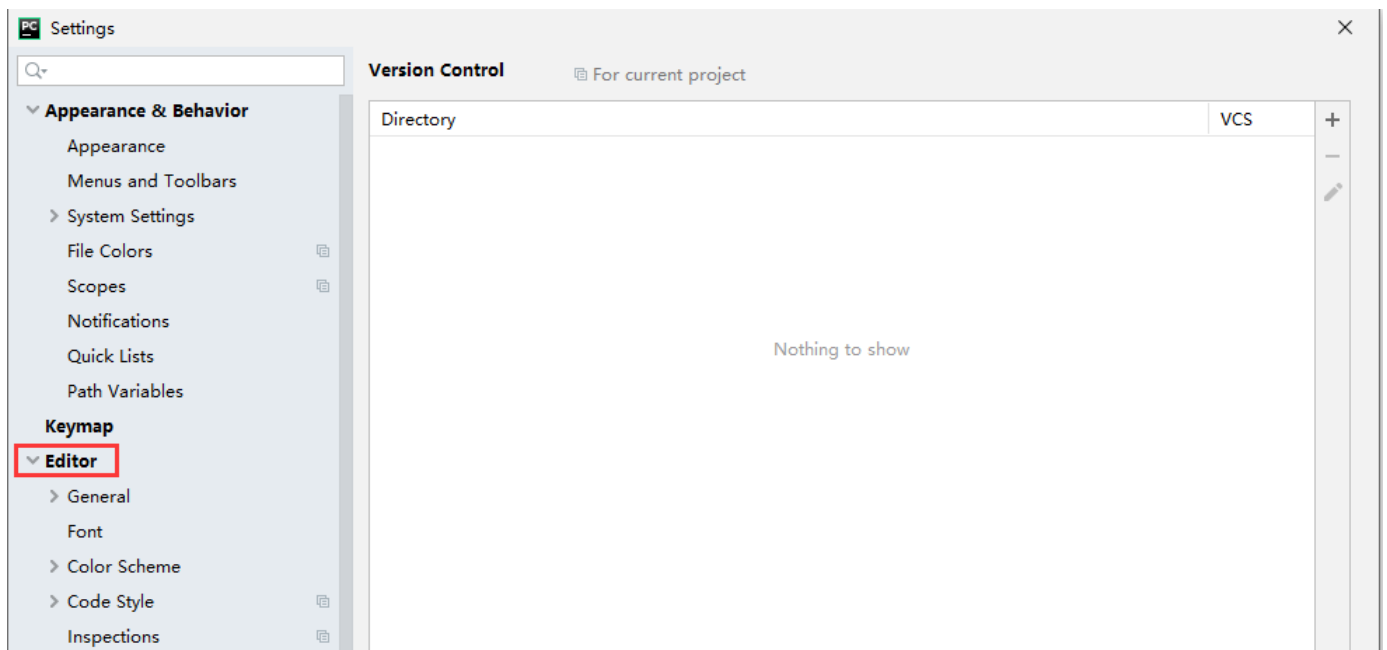 PC Settings
Version Control For current project
Appearance & Behavior
Directory VCS
Appearance
Menus and Toolbars
System Settings
File Colors
Scopes
Notifications
Quick Lists
Nothing to show
Path Variables
Keymap
Editor
General
Font
Color Scheme
Code Style
Inspections